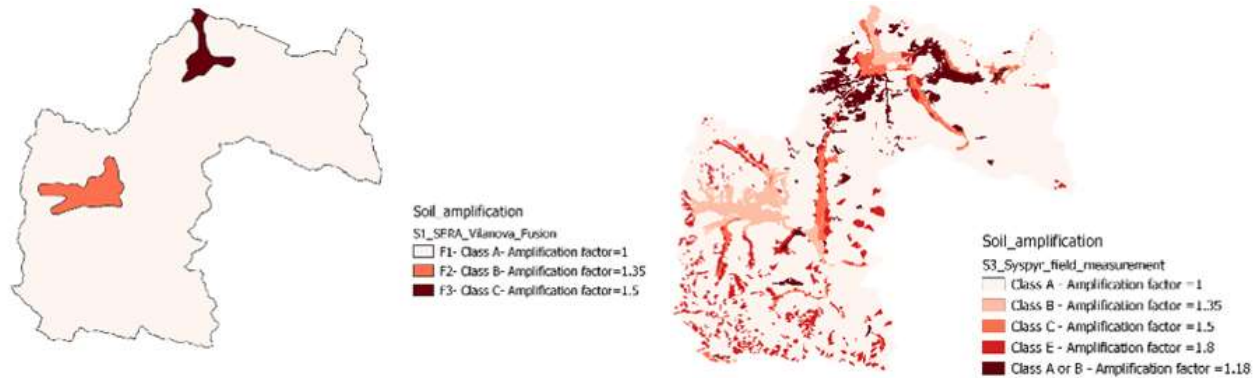 Soil_amplification
S1_SFRA_Vilanova_Fusion
F1- Class A- Amplification factor=1
F2- Class B- Amplification factor=1.35
F3- Class C- Amplification factor=1.5
Soil_amplification
S3_Syspyr_field_measurement
Class A - Amplification factor =1
Class B - Amplification factor =1.35
Class C - Amplification factor =1.5
Class E - Amplification factor =1.8
Class A or B - Amplification factor =1.18